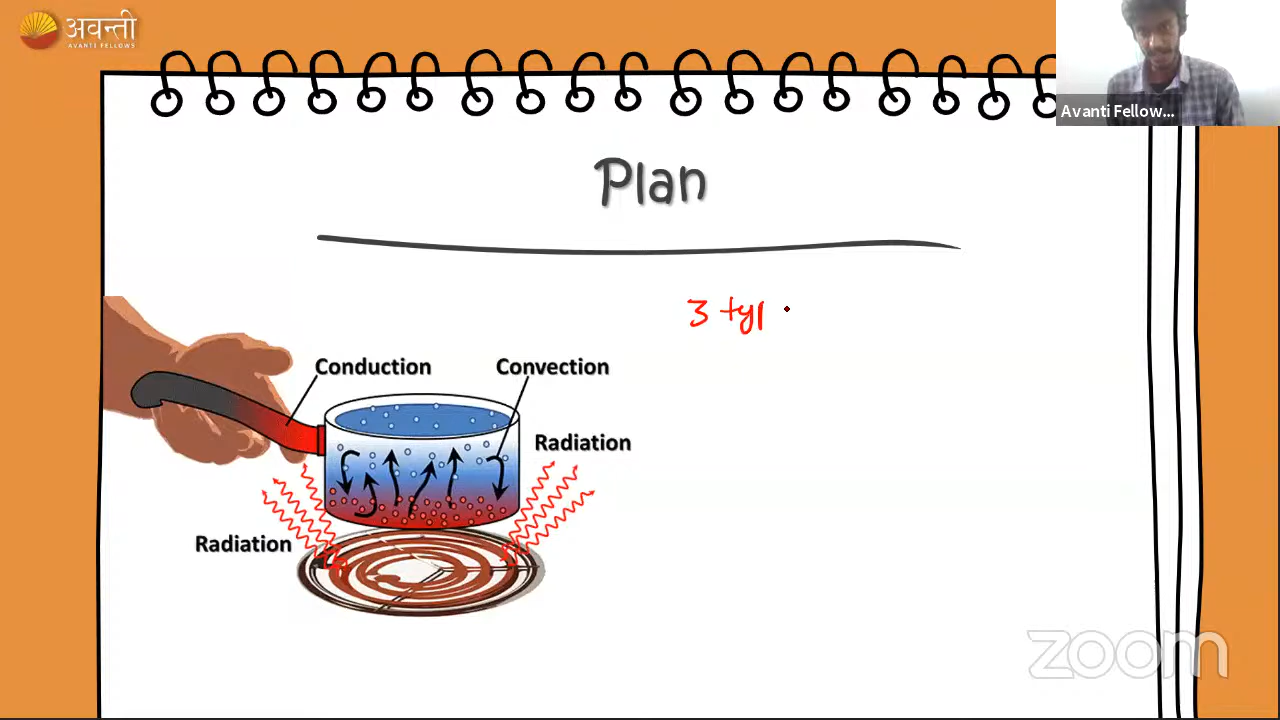 अवन्ती
AVANTI FELLOWS
Avanti Fellow...
Plan
3 typ
Conduction
Convection
Radiation
Radiation
zoom